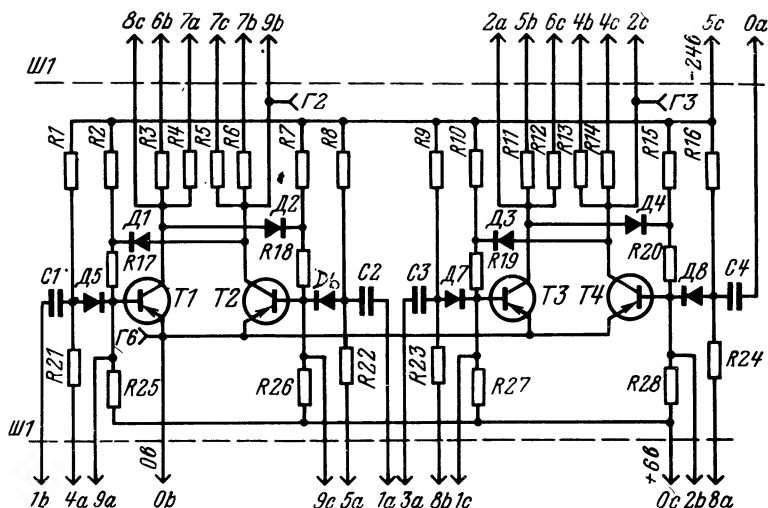 8c 6b 7a 7c 7b 9b 2a 5b 6c 4b 4c 2c 5c 0a
-24в
Ш1
Г2 Г3
R1 R2 R3 R4 R5 R6 R7 R8 R9 R10 R11 R12 R13 R14 R15 R16
Д1 Д2 Д3 Д4
R17 R18 R19 R20
C1 Д5 T1 T2 D6 C2 C3 Д7 T3 T4 Д8 C4
Г6
R21 R25 R26 R22 R23 R27 R28 R24
Ш1
0в +6в
1b 4a 9a 0b 9c 5a 1a 3a 8b 1c 0c 2b 8a